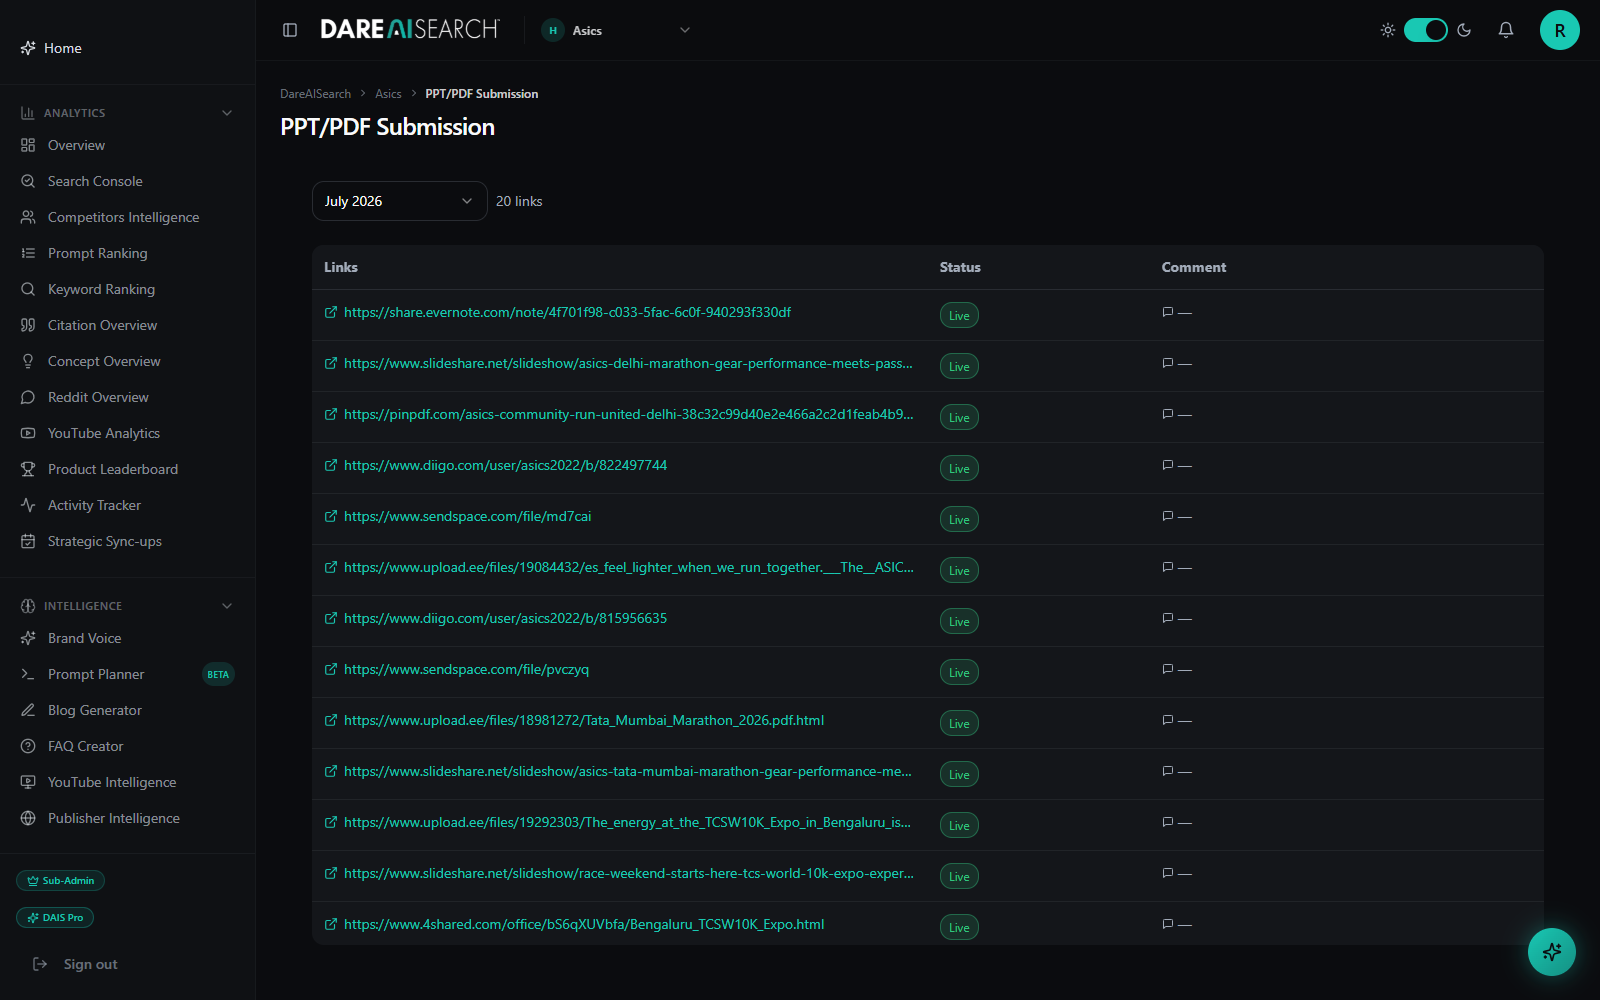 Home
ANALYTICS
Overview
Search Console
Competitors Intelligence
Prompt Ranking
Keyword Ranking
Citation Overview
Concept Overview
Reddit Overview
YouTube Analytics
Product Leaderboard
Activity Tracker
Strategic Sync-ups
INTELLIGENCE
Brand Voice
Prompt Planner BETA
Blog Generator
FAQ Creator
YouTube Intelligence
Publisher Intelligence
Sub-Admin
DAIS Pro
Sign out
DARE AISEARCH
H Asics
R
DareAISearch > Asics > PPT/PDF Submission
PPT/PDF Submission
July 2026 20 links
Links Status Comment
https://share.evernote.com/note/4f701f98-c033-5fac-6c0f-940293f330df Live —
https://www.slideshare.net/slideshow/asics-delhi-marathon-gear-performance-meets-pass... Live —
https://pinpdf.com/asics-community-run-united-delhi-38c32c99d40e2e466a2c2d1feab4b9... Live —
https://www.diigo.com/user/asics2022/b/822497744 Live —
https://www.sendspace.com/file/md7cai Live —
https://www.upload.ee/files/19084432/es_feel_lighter_when_we_run_together.___The__ASIC... Live —
https://www.diigo.com/user/asics2022/b/815956635 Live —
https://www.sendspace.com/file/pvczyq Live —
https://www.upload.ee/files/18981272/Tata_Mumbai_Marathon_2026.pdf.html Live —
https://www.slideshare.net/slideshow/asics-tata-mumbai-marathon-gear-performance-me... Live —
https://www.upload.ee/files/19292303/The_energy_at_the_TCSW10K_Expo_in_Bengaluru_is... Live —
https://www.slideshare.net/slideshow/race-weekend-starts-here-tcs-world-10k-expo-exper... Live —
https://www.4shared.com/office/bS6qXUVbfa/Bengaluru_TCSW10K_Expo.html Live —